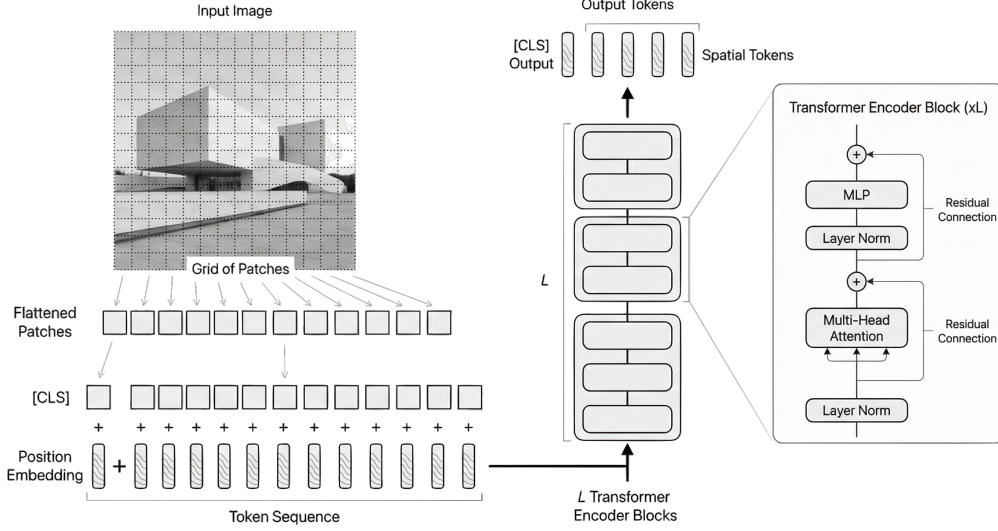 Input Image
Grid of Patches
Flattened
Patches
[CLS]
+ + + + + + + + + + + + +
Position
Embedding
+
Token Sequence
Output Tokens
[CLS]
Output
Spatial Tokens
L
L Transformer
Encoder Blocks
Transformer Encoder Block (xL)
+
MLP
Residual
Connection
Layer Norm
+
Multi-Head
Attention
Residual
Connection
Layer Norm